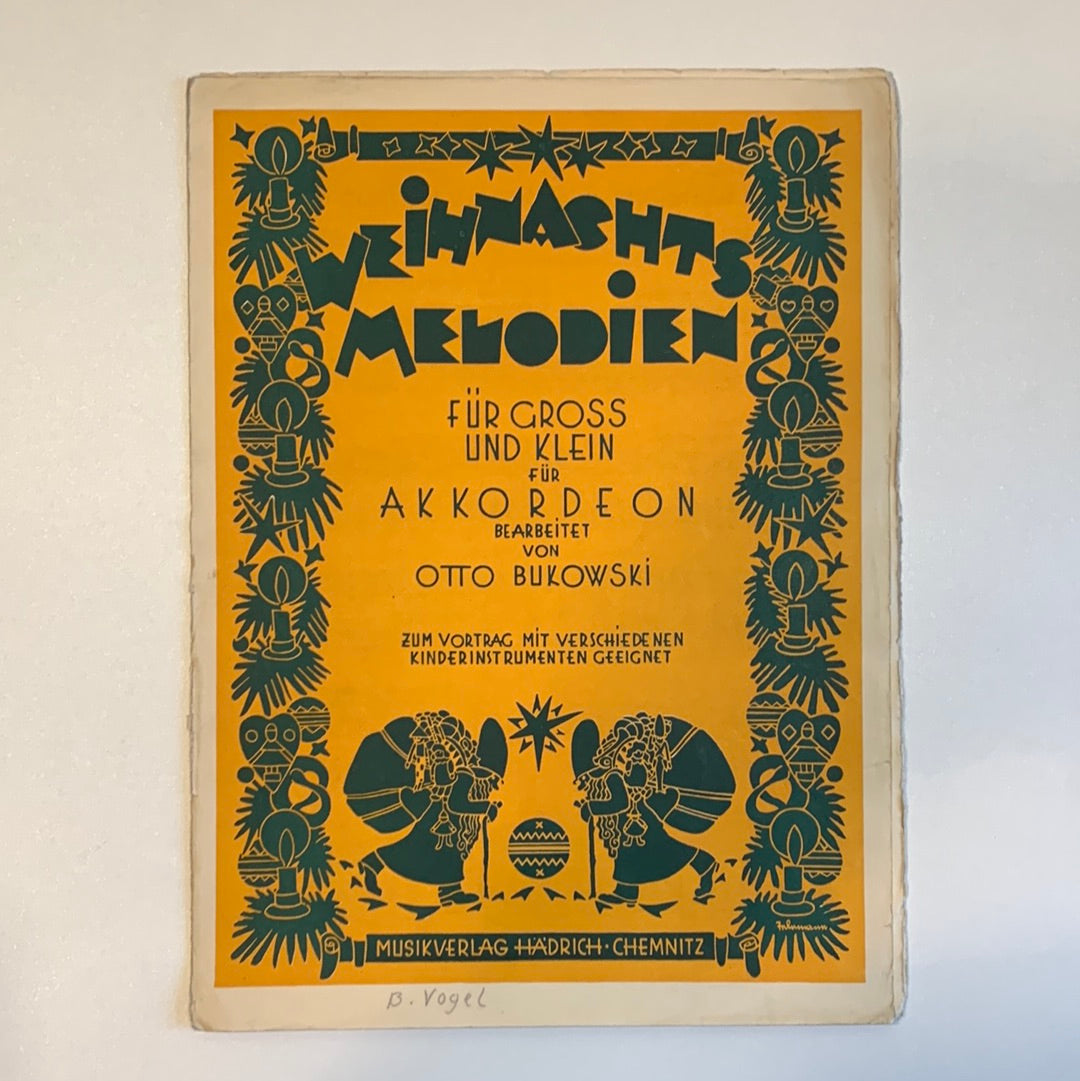 WEIHNACHTS
MELODIEN
FÜR GROSS
UND KLEIN
FÜR
AKKORDEON
BEARBEITET
VON
OTTO BUKOWSKI
ZUM VORTRAG MIT VERSCHIEDENEN
KINDERINSTRUMENTEN GEEIGNET
MUSIKVERLAG HÄDRICH · CHEMNITZ
B. Vogel